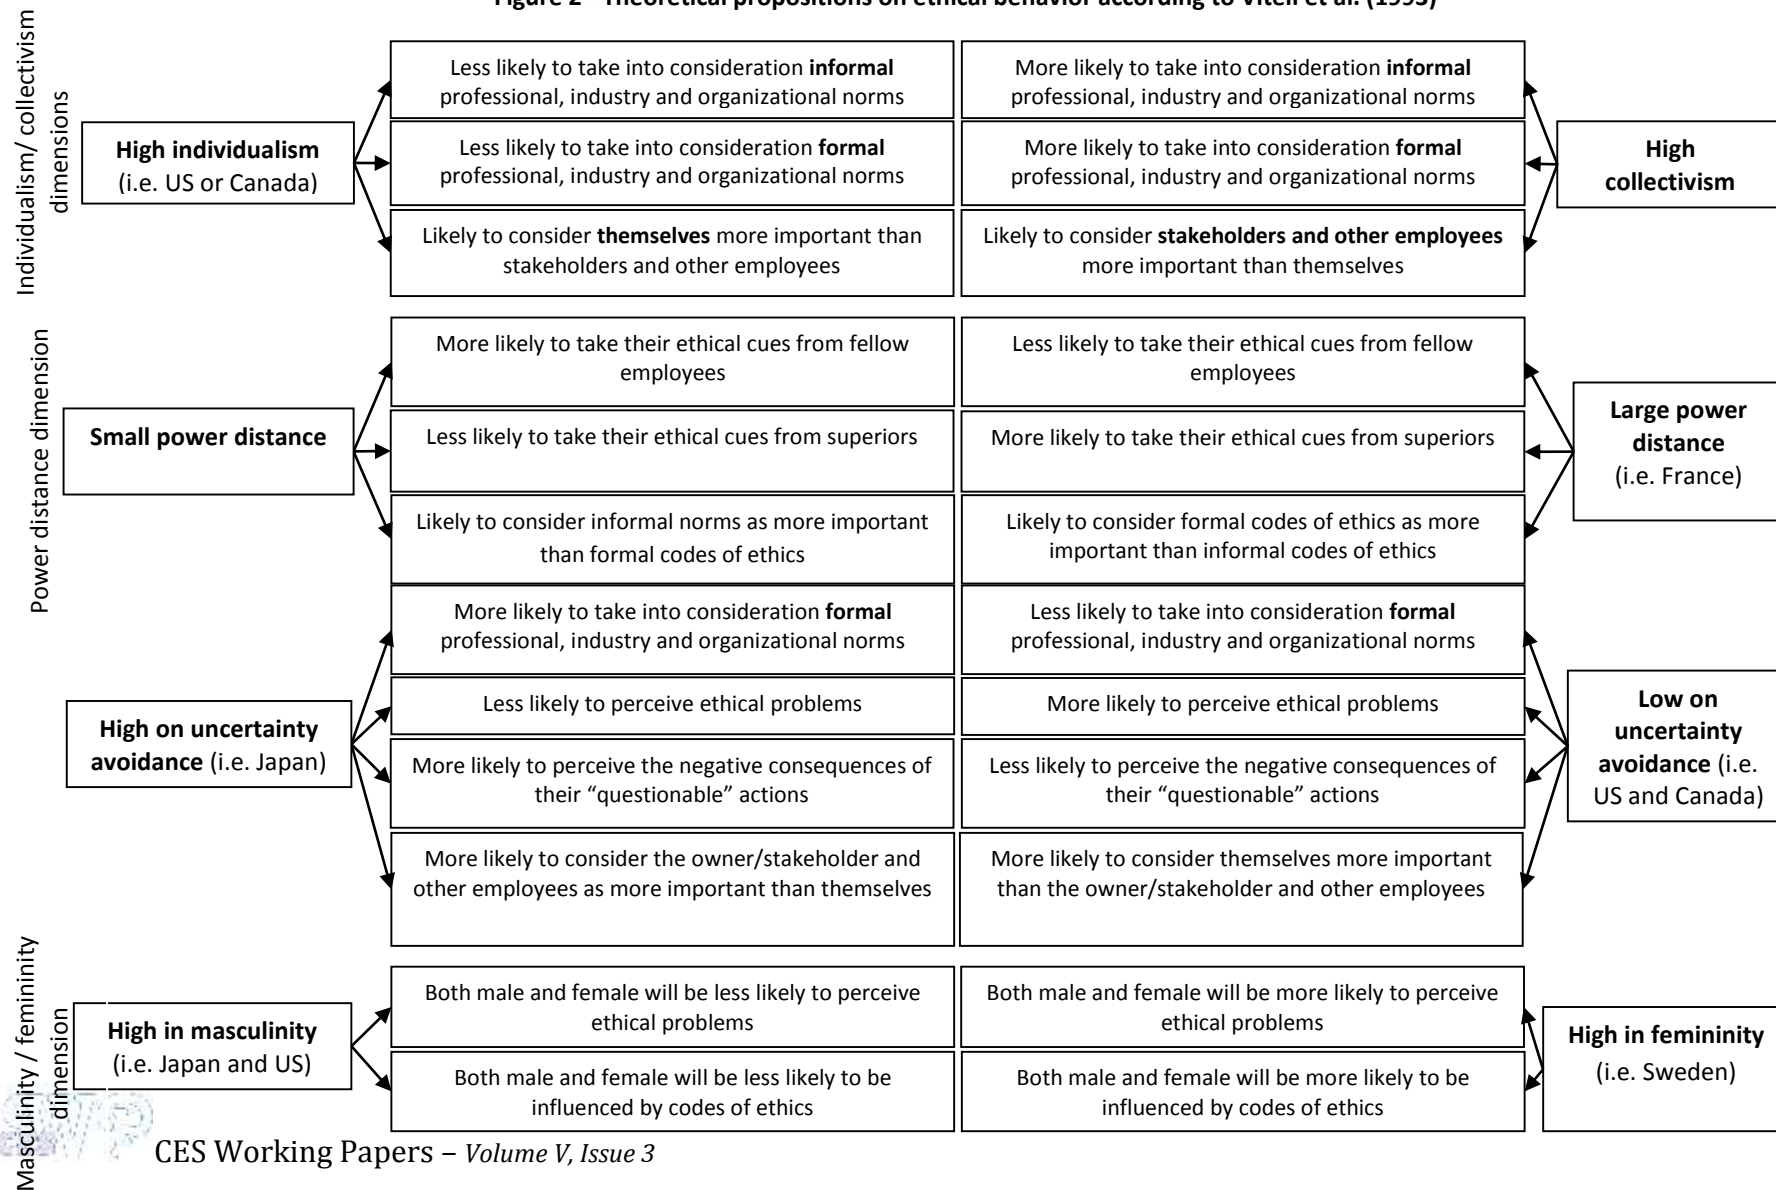 Figure 2 - Theoretical propositions on ethical behavior according to Vitell et al. (1993)
Individualism/ collectivism
dimensions
High individualism
(i.e. US or Canada)
Less likely to take into consideration informal
professional, industry and organizational norms
Less likely to take into consideration formal
professional, industry and organizational norms
Likely to consider themselves more important than
stakeholders and other employees
More likely to take into consideration informal
professional, industry and organizational norms
More likely to take into consideration formal
professional, industry and organizational norms
Likely to consider stakeholders and other employees
more important than themselves
High
collectivism
Power distance dimension
Small power distance
More likely to take their ethical cues from fellow
employees
Less likely to take their ethical cues from superiors
Likely to consider informal norms as more important
than formal codes of ethics
Less likely to take their ethical cues from fellow
employees
More likely to take their ethical cues from superiors
Likely to consider formal codes of ethics as more
important than informal codes of ethics
Large power
distance
(i.e. France)
High on uncertainty
avoidance (i.e. Japan)
More likely to take into consideration formal
professional, industry and organizational norms
Less likely to perceive ethical problems
More likely to perceive the negative consequences of
their “questionable” actions
More likely to consider the owner/stakeholder and
other employees as more important than themselves
Less likely to take into consideration formal
professional, industry and organizational norms
More likely to perceive ethical problems
Less likely to perceive the negative consequences of
their “questionable” actions
More likely to consider themselves more important
than the owner/stakeholder and other employees
Low on
uncertainty
avoidance (i.e.
US and Canada)
Masculinity / femininity
dimension
High in masculinity
(i.e. Japan and US)
Both male and female will be less likely to perceive
ethical problems
Both male and female will be less likely to be
influenced by codes of ethics
Both male and female will be more likely to perceive
ethical problems
Both male and female will be more likely to be
influenced by codes of ethics
High in femininity
(i.e. Sweden)
CES Working Papers – Volume V, Issue 3